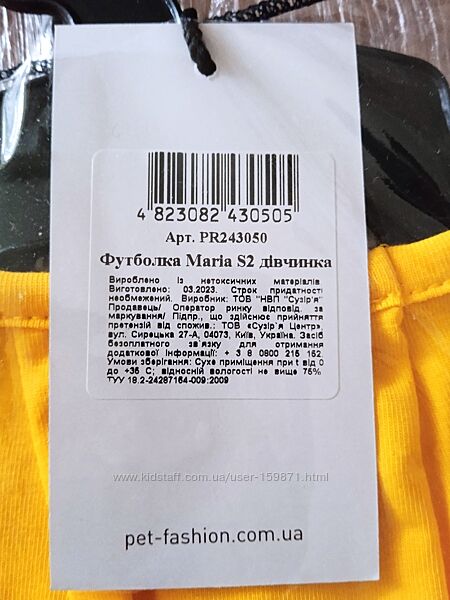 4 823082 430505
Арт. PR243050
Футболка Maria S2 дівчинка
Вироблено із нетоксичних матеріалів.
Виготовлено: 03.2023. Строк придатності
необмежений. Виробник: ТОВ "НВП "Сузір'я"
Продавець/ Оператор ринку відповід. за
маркування/ Підпр., що здійснює прийняття
претензій від спожив.: ТОВ «Сузір`я Центр»,
вул. Сирецька 27-А, 04073, Київ, Україна. Засіб
безоплатного зв'язку для отримання
додаткової інформації: + 3 8 0800 215 152.
Умови зберігання: Сухе приміщення при t від 0
до +35 С; відносній вологості не вище 75%.
ТУУ 18.2-24287164-009:2009
www.kidstaff.com.ua/user-159871.html
pet-fashion.com.ua